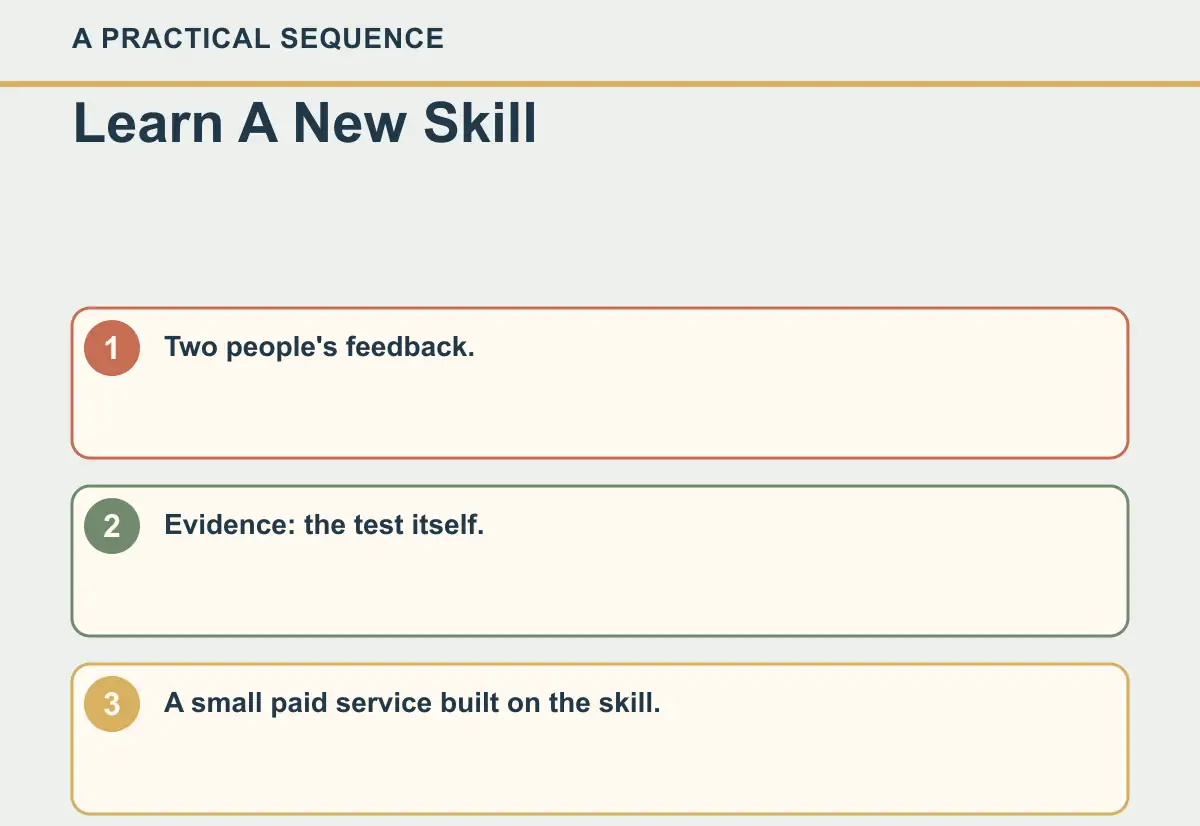 A PRACTICAL SEQUENCE
Learn A New Skill
1
Two people's feedback.
2
Evidence: the test itself.
3
A small paid service built on the skill.